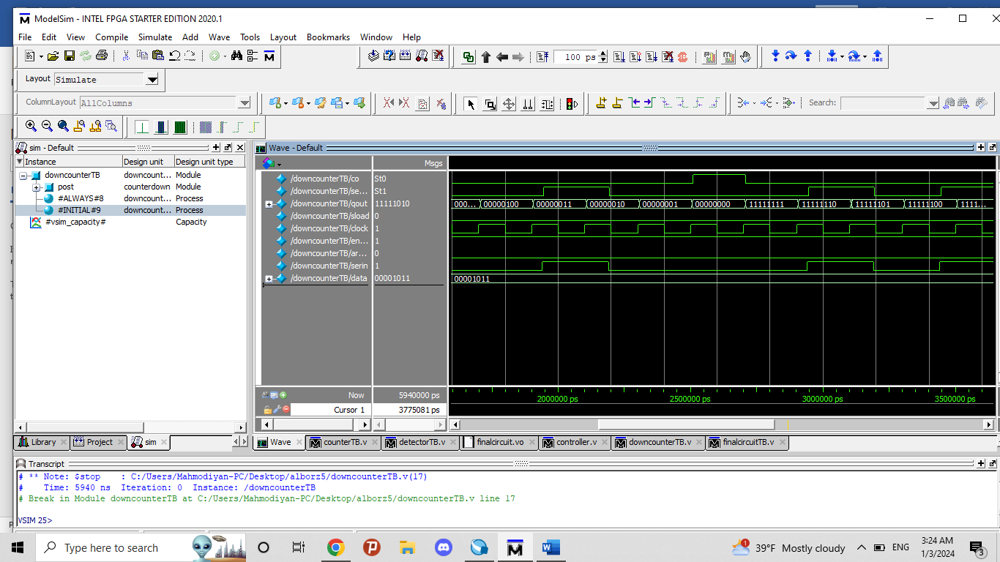 ModelSim - INTEL FPGA STARTER EDITION 2020.1
File Edit View Compile Simulate Add Wave Tools Layout Bookmarks Window Help
100 ps
Layout Simulate
ColumnLayout AllColumns
Search:
sim - Default
Instance Design unit Design unit type
downcounterTB downcount... Module
post counterdown Module
#ALWAYS#8 downcount... Process
#INITIAL#9 downcount... Process
#vsim_capacity# Capacity
Wave - Default
Msgs
/downcounterTB/co St0
/downcounterTB/se... St1
/downcounterTB/qout 11111010 000... 00000100 00000011 00000010 00000001 00000000 11111111 11111110 11111101 11111100 1111...
/downcounterTB/sload 0
/downcounterTB/clock 1
/downcounterTB/en... 1
/downcounterTB/ar... 0
/downcounterTB/serin 1
/downcounterTB/data 00001011 00001011
Now 5940000 ps 2000000 ps 2500000 ps 3000000 ps 3500000 ps
Cursor 1 3775081 ps
Library Project sim
Wave counterTB.v detectorTB.v finalcircuit.vo controller.v downcounterTB.v finalcircuitTB.v
Transcript
# ** Note: $stop : C:/Users/Mahmodiyan-PC/Desktop/alborz5/downcounterTB.v(17)
# Time: 5940 ns Iteration: 0 Instance: /downcounterTB
# Break in Module downcounterTB at C:/Users/Mahmodiyan-PC/Desktop/alborz5/downcounterTB.v line 17
VSIM 25>
Type here to search
1
39°F Mostly cloudy
ENG
3:24 AM
1/3/2024
3